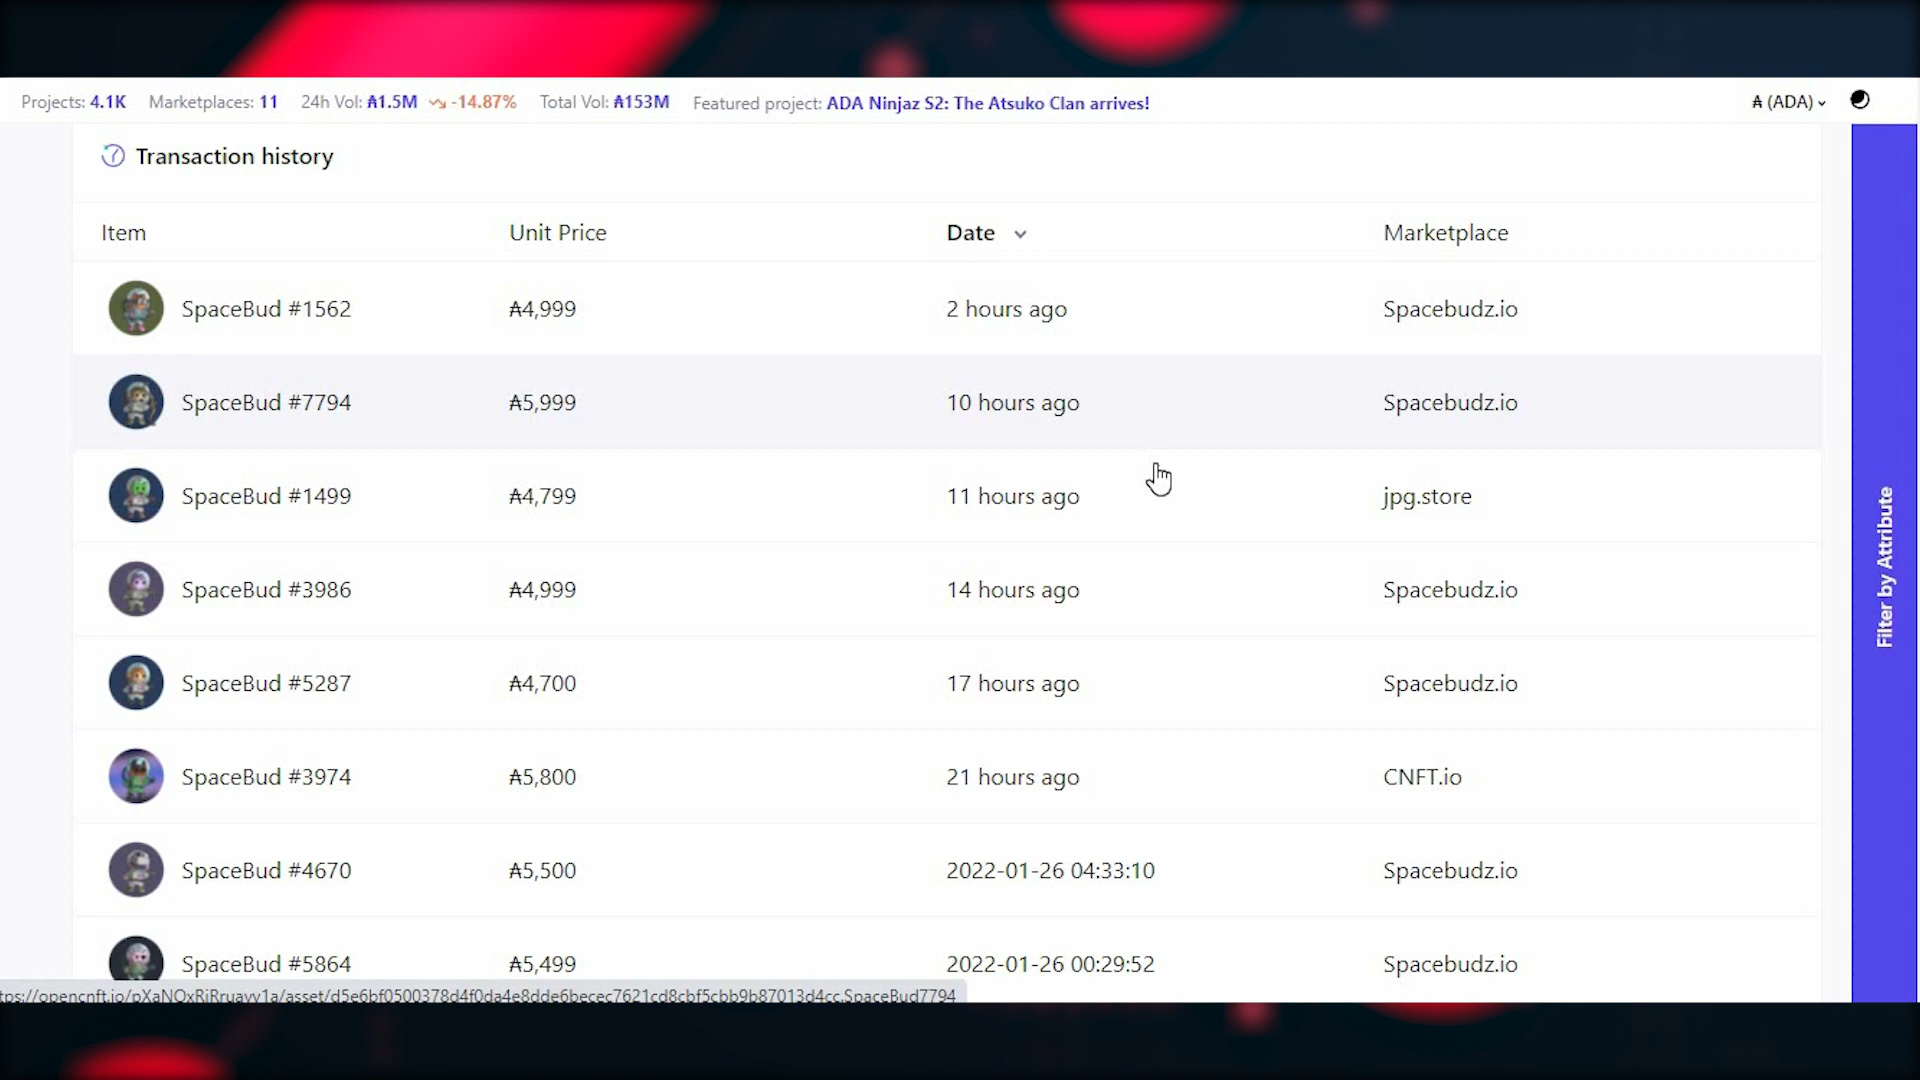 Projects: 4.1K Marketplaces: 11 24h Vol: ₳1.5M -14.87% Total Vol: ₳153M Featured project: ADA Ninjaz S2: The Atsuko Clan arrives! ₳ (ADA)
Transaction history
Item Unit Price Date Marketplace
SpaceBud #1562 ₳4,999 2 hours ago Spacebudz.io
SpaceBud #7794 ₳5,999 10 hours ago Spacebudz.io
SpaceBud #1499 ₳4,799 11 hours ago jpg.store
SpaceBud #3986 ₳4,999 14 hours ago Spacebudz.io
SpaceBud #5287 ₳4,700 17 hours ago Spacebudz.io
SpaceBud #3974 ₳5,800 21 hours ago CNFT.io
SpaceBud #4670 ₳5,500 2022-01-26 04:33:10 Spacebudz.io
SpaceBud #5864 ₳5,499 2022-01-26 00:29:52 Spacebudz.io
Filter by Attribute